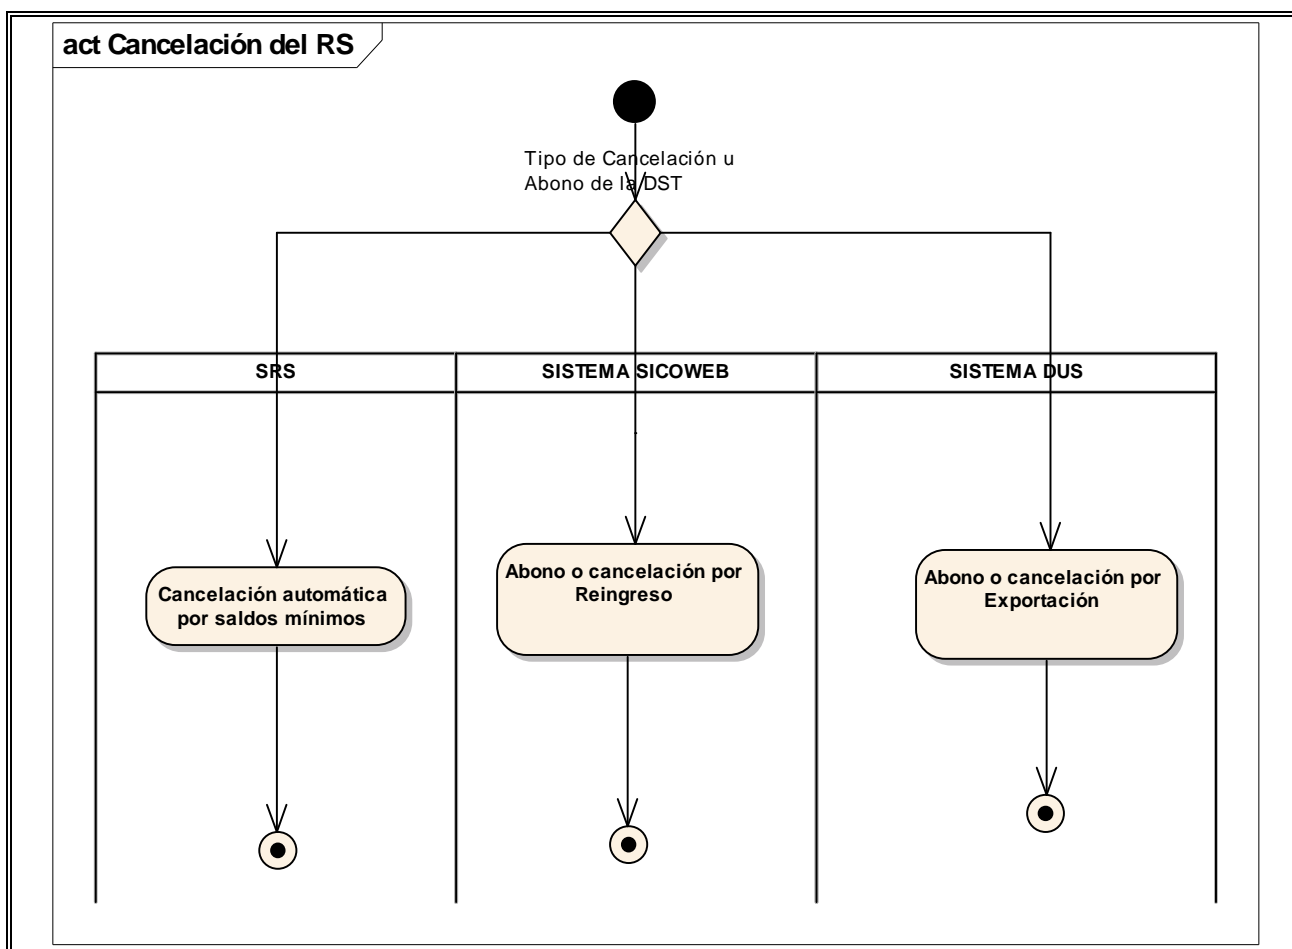 act Cancelación del RS
Tipo de Cancelación u
Abono de la DST
SRS
SISTEMA SICOWEB
SISTEMA DUS
Cancelación automática
por saldos mínimos
Abono o cancelación por
Reingreso
Abono o cancelación por
Exportación